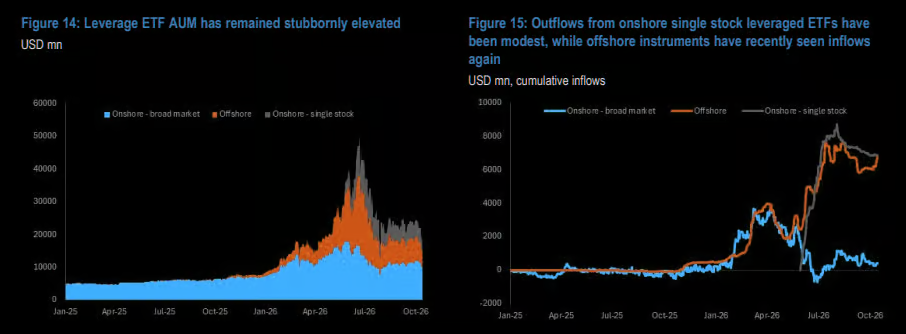 Figure 14: Leverage ETF AUM has remained stubbornly elevated
USD mn
60000
50000
40000
30000
20000
10000
0
Onshore - broad market
Offshore
Onshore - single stock
Jan-25
Apr-25
Jul-25
Oct-25
Jan-26
Apr-26
Jul-26
Oct-26
Figure 15: Outflows from onshore single stock leveraged ETFs have
been modest, while offshore instruments have recently seen inflows
again
USD mn, cumulative inflows
10000
8000
6000
4000
2000
0
-2000
Onshore - broad market
Offshore
Onshore - single stock
Jan-25
Apr-25
Jul-25
Oct-25
Jan-26
Apr-26
Jul-26
Oct-26